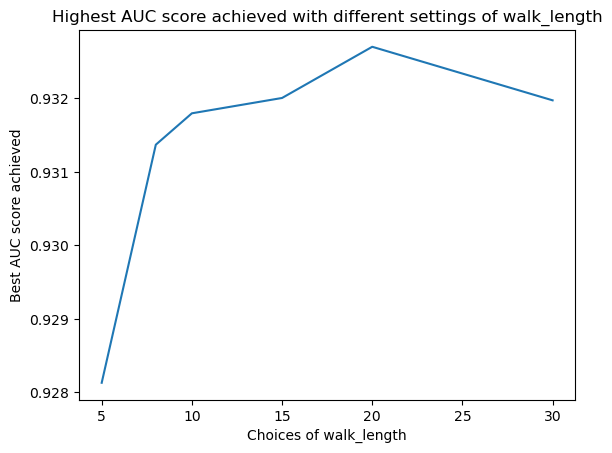 Highest AUC score achieved with different settings of walk_length
Best AUC score achieved
0.932
0.931
0.930
0.929
0.928
5 10 15 20 25 30
Choices of walk_length